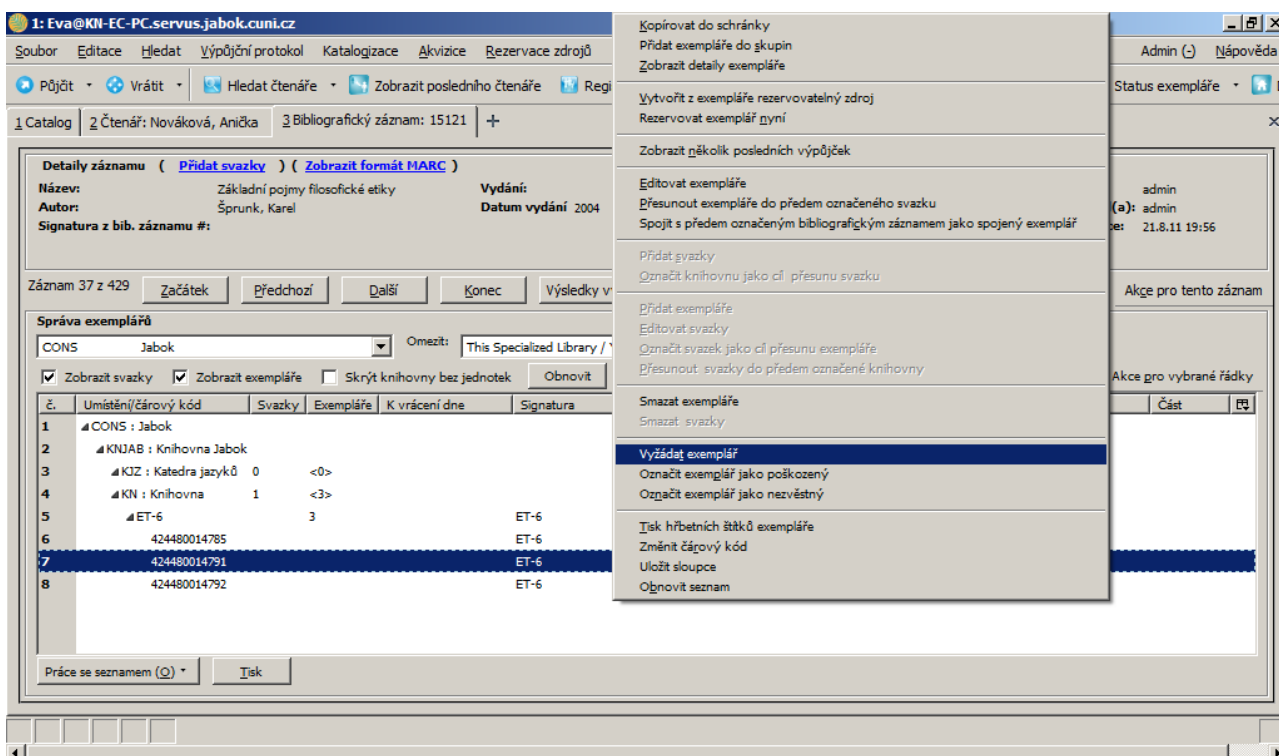 1: Eva@KN-EC-PC.servus.jabok.cuni.cz
Soubor Editace Hledat Výpůjční protokol Katalogizace Akvizice Rezervace zdrojů Admin (-) Nápověda
Půjčit Vrátit Hledat čtenáře Zobrazit posledního čtenáře Regi Status exempláře
1 Catalog 2 Čtenář: Nováková, Anička 3 Bibliografický záznam: 15121
Detaily záznamu ( Přidat svazky ) ( Zobrazit formát MARC )
Název: Základní pojmy filosofické etiky Vydání: admin
Autor: Šprunk, Karel Datum vydání 2004 (a): admin
Signatura z bib. záznamu #: ce: 21.8.11 19:56
Záznam 37 z 429 Začátek Předchozí Další Konec Výsledky v Akce pro tento záznam
Správa exemplářů
CONS Jabok Omezit: This Specialized Library /
Zobrazit svazky Zobrazit exempláře Skrýt knihovny bez jednotek Obnovit Akce pro vybrané řádky
č. Umístění/čárový kód Svazky Exempláře K vrácení dne Signatura Část
1 CONS : Jabok
2 KNJAB : Knihovna Jabok
3 KJZ : Katedra jazyků 0 <0>
4 KN : Knihovna 1 <3>
5 ET-6 3 ET-6
6 424480014785 ET-6
7 424480014791 ET-6
8 424480014792 ET-6
Práce se seznamem (O) Tisk
Kopírovat do schránky
Přidat exempláře do skupin
Zobrazit detaily exempláře
Vytvořit z exempláře rezervovatelný zdroj
Rezervovat exemplář nyní
Zobrazit několik posledních výpůjček
Editovat exempláře
Přesunout exempláře do předem označeného svazku
Spojit s předem označeným bibliografickým záznamem jako spojený exemplář
Přidat svazky
Označit knihovnu jako cíl přesunu svazku
Přidat exempláře
Editovat svazky
Označit svazek jako cíl přesunu exempláře
Přesunout svazky do předem označené knihovny
Smazat exempláře
Smazat svazky
Vyžádat exemplář
Označit exemplář jako poškozený
Označit exemplář jako nezvěstný
Tisk hřbetních štítků exempláře
Změnit čárový kód
Uložit sloupce
Obnovit seznam